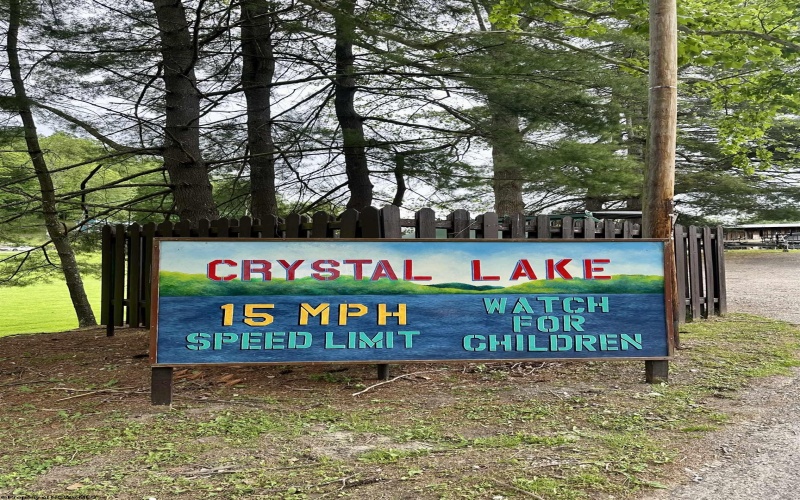 CRYSTAL LAKE
15 MPH
SPEED LIMIT
WATCH
FOR
CHILDREN